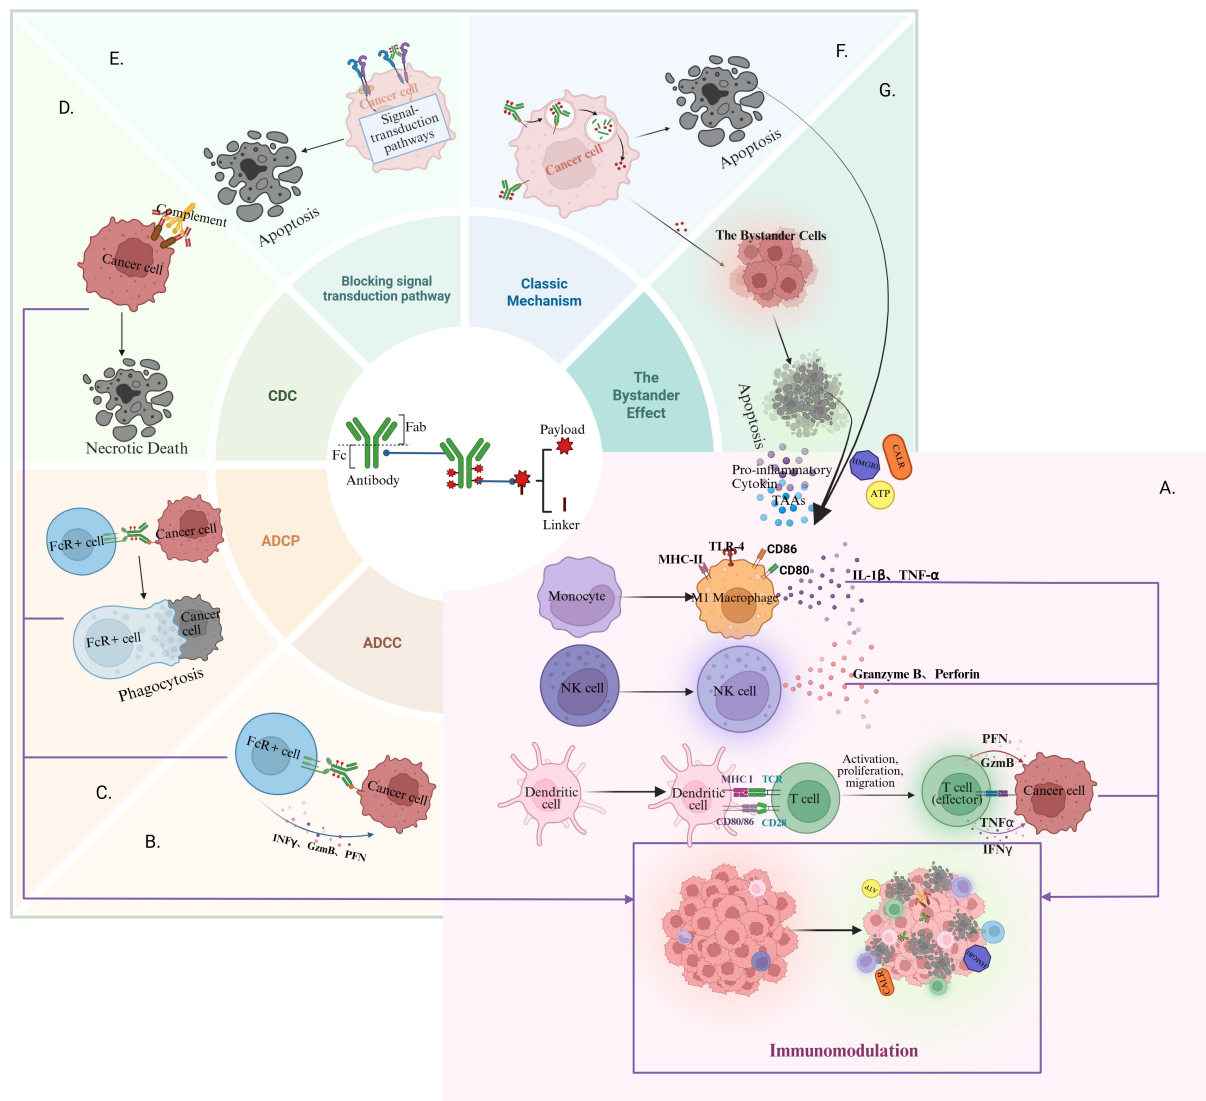 E.
F.
D.
G.
Cancer cell
Signal-
transduction
pathways
Apoptosis
Cancer cell
Apoptosis
Complement
Cancer cell
Necrotic Death
The Bystander Cells
Apoptosis
Blocking signal
transduction pathway
Classic
Mechanism
CDC
The
Bystander
Effect
Fab
Fc
Antibody
Payload
Linker
ADCP
ADCC
Pro-inflammatory
Cytokin
TAAs
HMGB1
CALR
ATP
A.
FcR+ cell
Cancer cell
FcR+ cell
Cancer
cell
Phagocytosis
MHC-II
TLR-4
CD86
CD80
Monocyte
M1 Macrophage
IL-1β、TNF-α
NK cell
NK cell
Granzyme B、Perforin
FcR+ cell
Cancer cell
INFγ、GzmB、PFN
C.
B.
Dendritic
cell
Dendritic
cell
MHC I
TCR
CD80/86
CD28
T cell
Activation,
proliferation,
migration
T cell
(effector)
PFN
GzmB
TNFα
IFNγ
Cancer cell
ATP
HMGB1
CALR
Immunomodulation